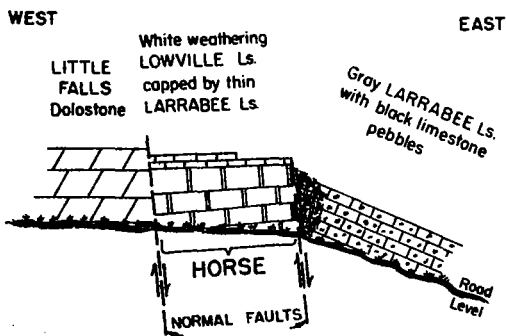 WEST
EAST
LITTLE
FALLS
Dolostone
White weathering
LOWVILLE Ls.
capped by thin
LARRABEE Ls.
Gray LARRABEE Ls.
with black limestone
pebbles
HORSE
NORMAL FAULTS
Road
Level